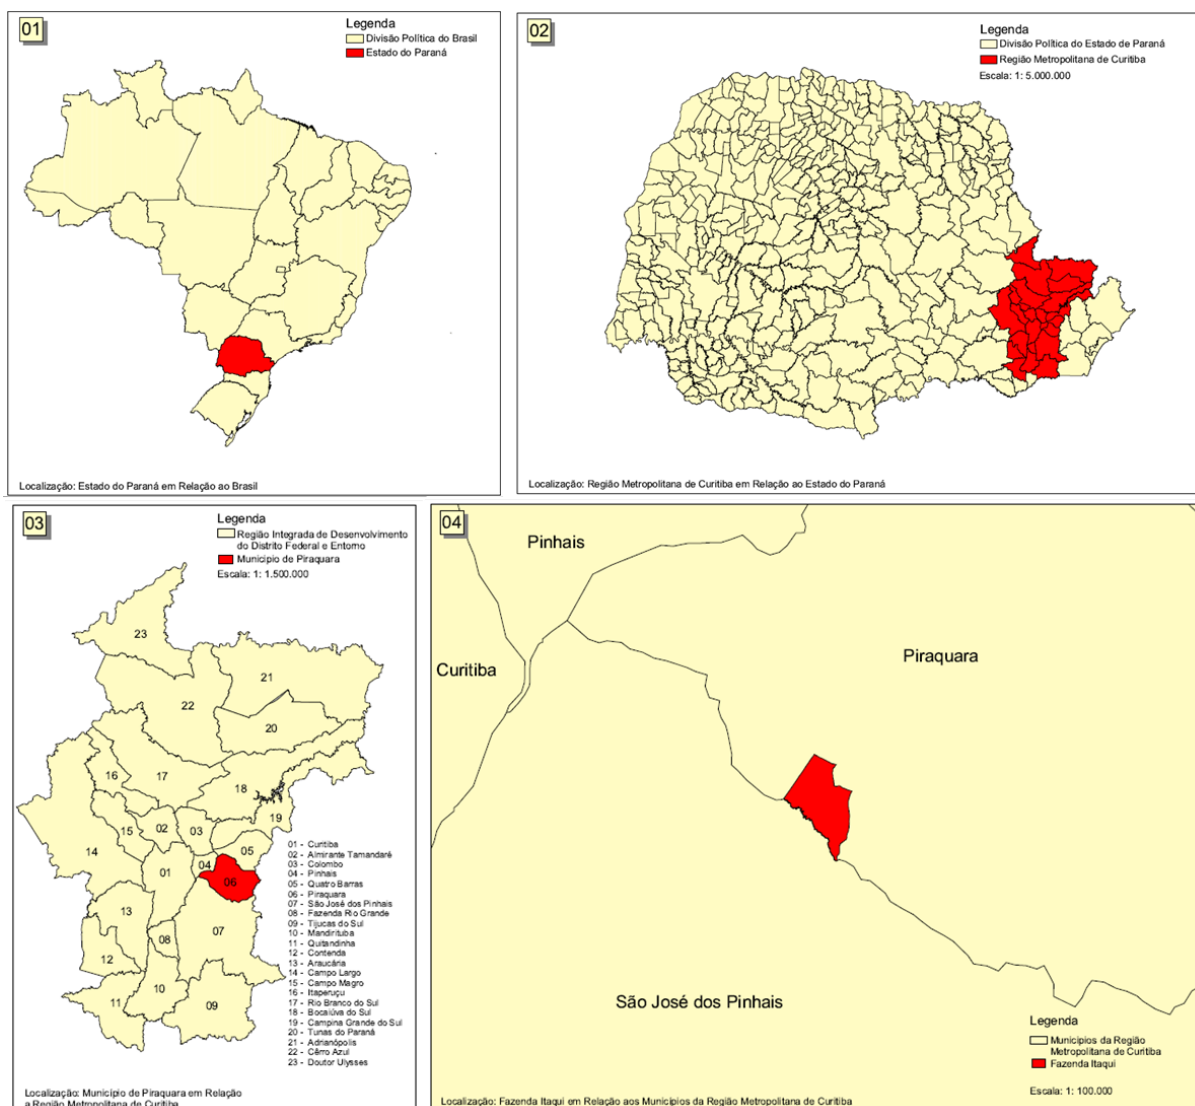 01
Legenda
Divisão Política do Brasil
Estado do Paraná
Localização: Estado do Paraná em Relação ao Brasil
02
Legenda
Divisão Política do Estado de Paraná
Região Metropolitana de Curitiba
Escala: 1: 5.000.000
Localização: Região Metropolitana de Curitiba em Relação ao Estado do Paraná
03
Legenda
Região Integrada de Desenvolvimento
do Distrito Federal e Entorno
Municipio de Piraquara
Escala: 1: 1.500.000
23
21
22
20
16
17
18
19
15
02
03
05
14
01
04
06
13
08
07
12
10
11
09
01 - Curitiba
02 - Almirante Tamandaré
03 - Colombo
04 - Pinhais
05 - Quatro Barras
06 - Piraquara
07 - São José dos Pinhais
08 - Fazenda Rio Grande
09 - Tijucas do Sul
10 - Mandirituba
11 - Quitandinha
12 - Contenda
13 - Araucária
14 - Campo Largo
15 - Campo Magro
16 - Itaperuçu
17 - Rio Branco do Sul
18 - Bocaiúva do Sul
19 - Campina Grande do Sul
20 - Tunas do Paraná
21 - Adrianópolis
22 - Cêrro Azul
23 - Doutor Ulysses
Localização: Município de Piraquara em Relação
a Região Metropolitana de Curitiba
04
Pinhais
Curitiba
Piraquara
São José dos Pinhais
Legenda
Municípios da Região
Metropolitana de Curitiba
Fazenda Itaqui
Escala: 1: 100.000
Localização: Fazenda Itaqui em Relação aos Municípios da Região Metropolitana de Curitiba